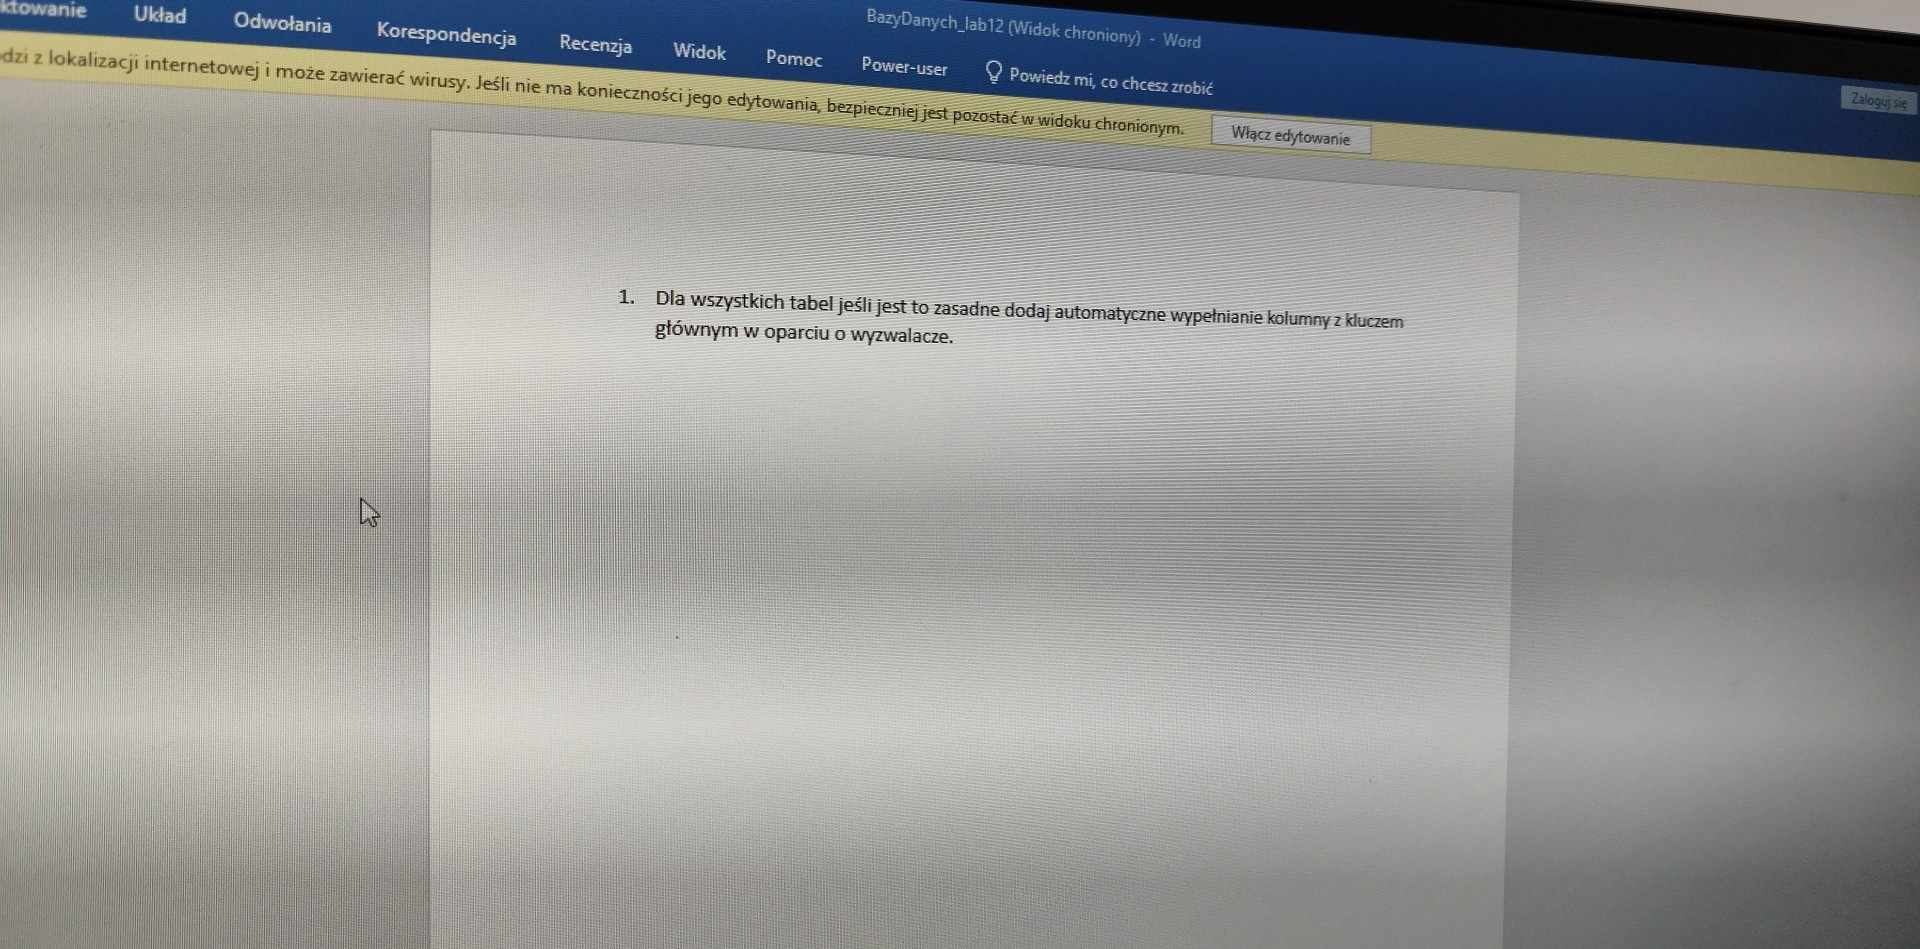 BazyDanych_lab12 (Widok chroniony) - Word
ktowanie Układ Odwołania Korespondencja Recenzja Widok Pomoc Power-user Powiedz mi, co chcesz zrobić
Zaloguj się
dzi z lokalizacji internetowej i może zawierać wirusy. Jeśli nie ma konieczności jego edytowania, bezpieczniej jest pozostać w widoku chronionym. Włącz edytowanie
1. Dla wszystkich tabel jeśli jest to zasadne dodaj automatyczne wypełnianie kolumny z kluczem
głównym w oparciu o wyzwalacze.